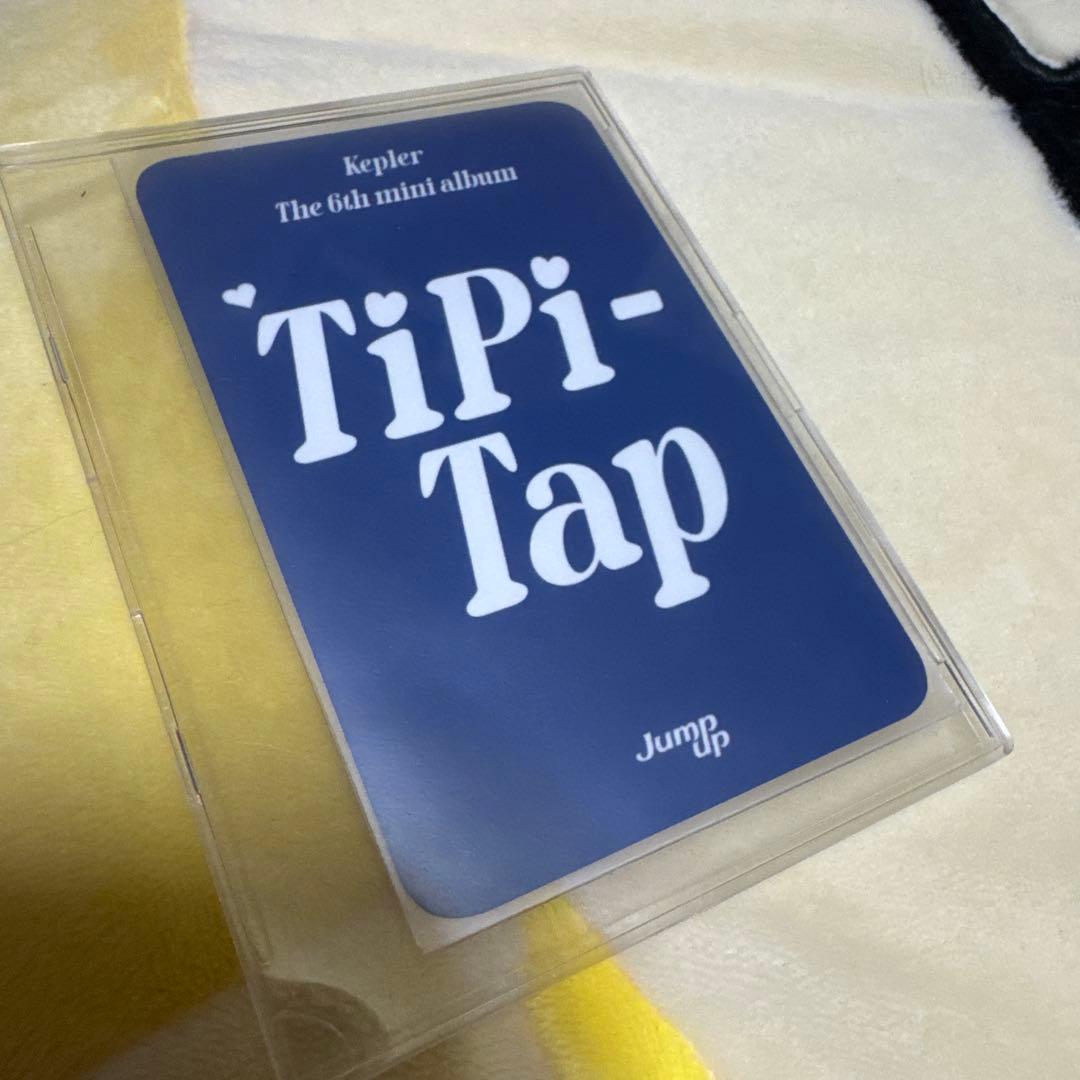 Kepler
The 6th mini album
TiPi-
Tap
Jump
up